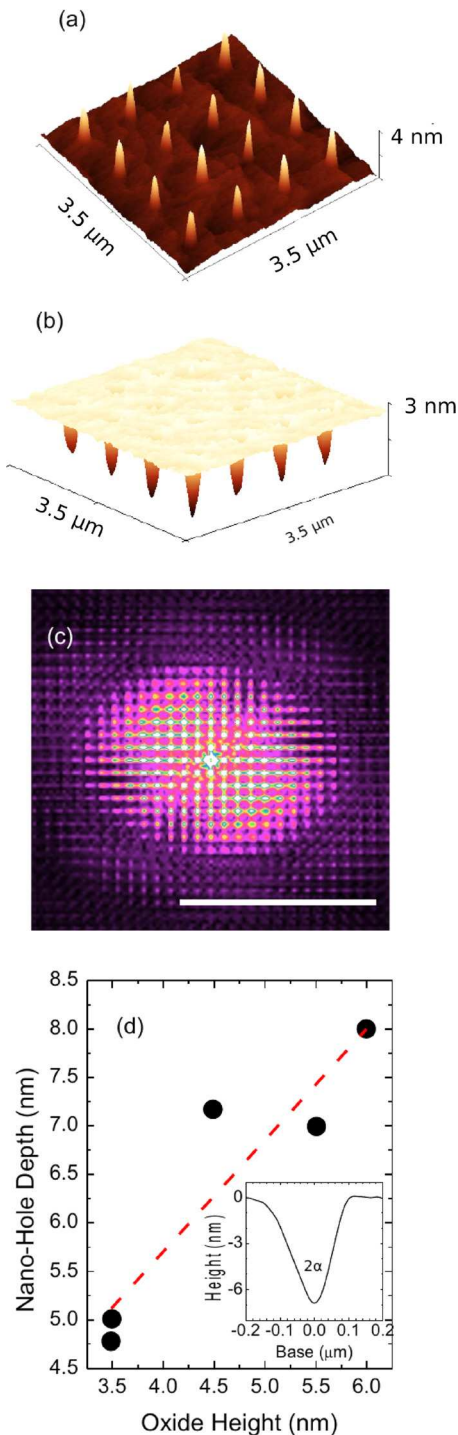 (a)
4 nm
3.5 µm
3.5 µm
(b)
3 nm
3.5 µm
3.5 µm
(c)
(d)
Nano-Hole Depth (nm)
8.5
8.0
7.5
7.0
6.5
6.0
5.5
5.0
4.5
3.5 4.0 4.5 5.0 5.5 6.0
Oxide Height (nm)
Height (nm)
0
-3
-6
2α
-0.2 -0.1 0.0 0.1 0.2
Base (µm)